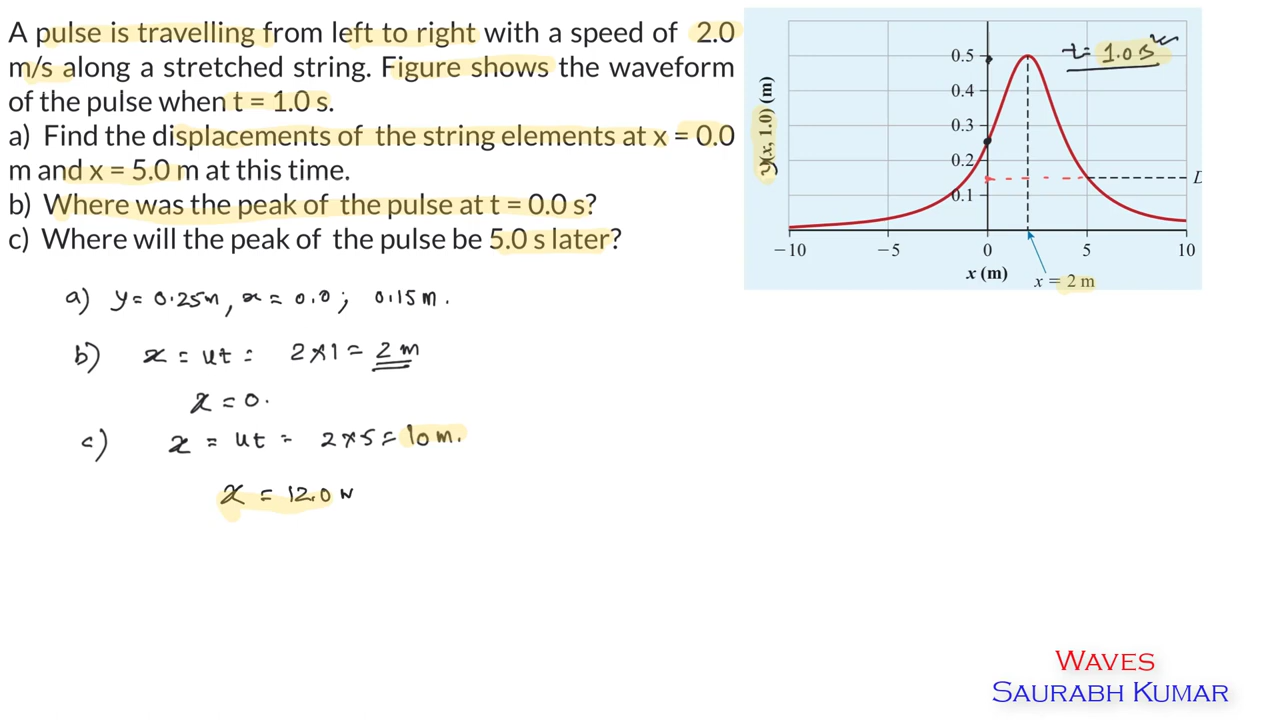 A pulse is travelling from left to right with a speed of 2.0
m/s along a stretched string. Figure shows the waveform
of the pulse when t = 1.0 s.
a) Find the displacements of the string elements at x = 0.0
m and x = 5.0 m at this time.
b) Where was the peak of the pulse at t = 0.0 s?
c) Where will the peak of the pulse be 5.0 s later?
a) y = 0.25m, x = 0.0 ; 0.15 m.
b) x = ut = 2×1 = 2 m
x = 0.
c) x = ut = 2×5 = 10 m.
x = 12.0
t = 1.0 s
y(x, 1.0) (m)
0.5
0.4
0.3
0.2
0.1
D
−10 −5 0 5 10
x (m)
x = 2 m
WAVES
SAURABH KUMAR